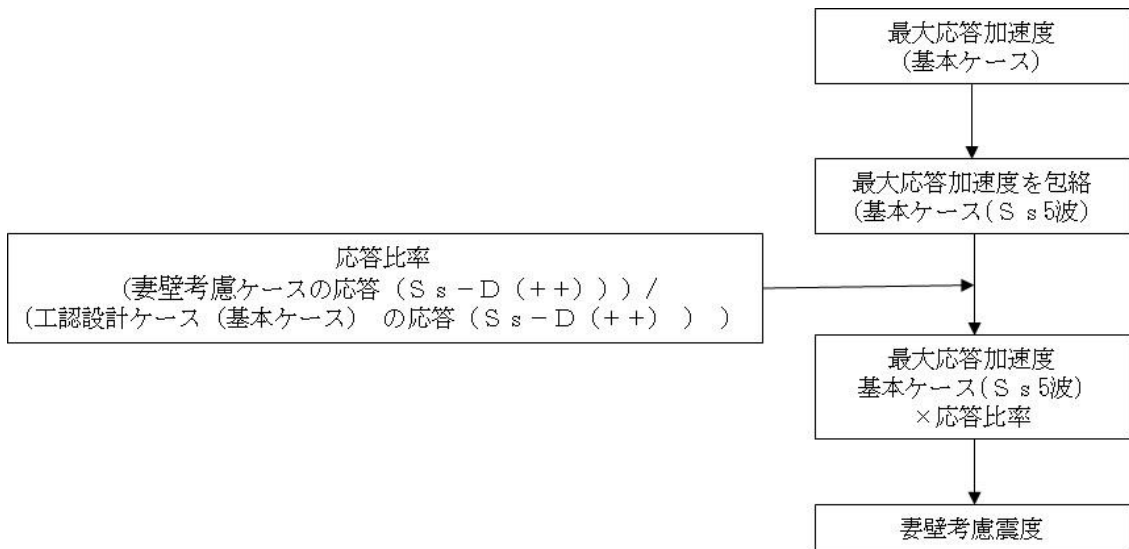 最大応答加速度
(基本ケース)
最大応答加速度を包絡
(基本ケース(Ｓｓ5波)
応答比率
(妻壁考慮ケースの応答（Ｓｓ－Ｄ（++）))/
(工認設計ケース（基本ケース） の応答（Ｓｓ－Ｄ（++） ） ）
最大応答加速度
基本ケース(Ｓｓ5波)
×応答比率
妻壁考慮震度